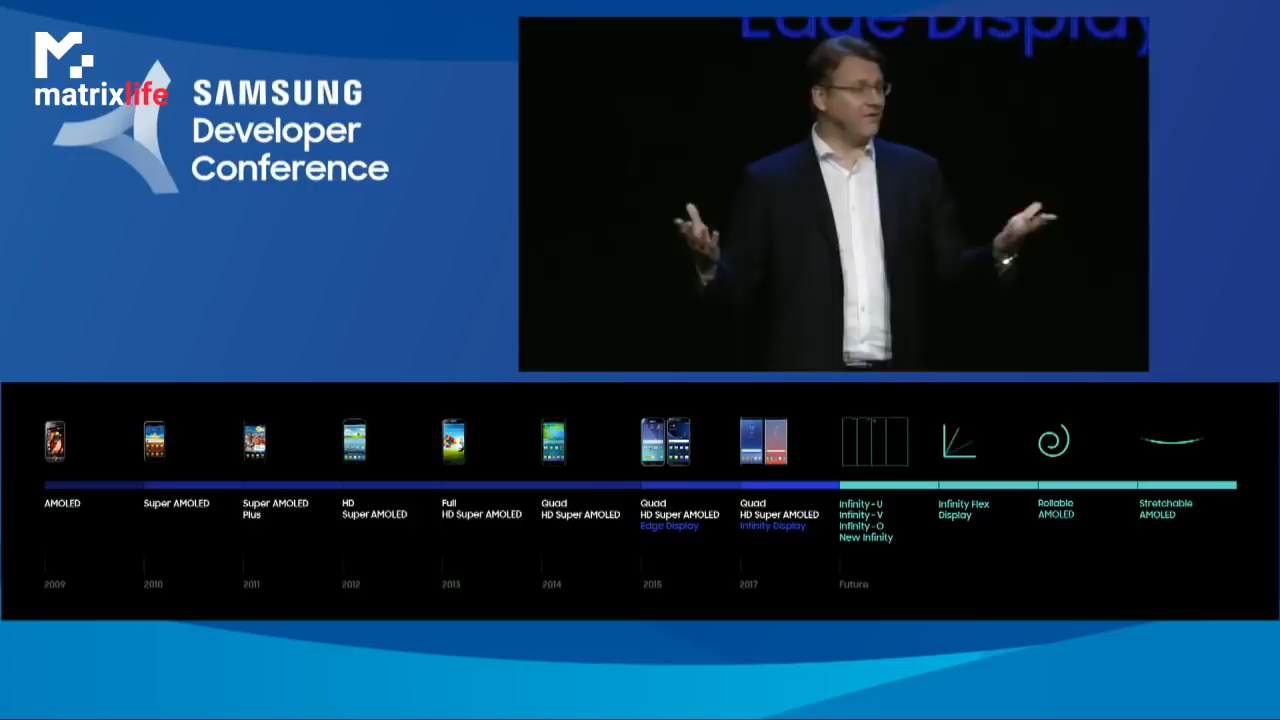 matrixlife
SAMSUNG
Developer
Conference
Edge Display
AMOLED
Super AMOLED
Super AMOLED
Plus
HD
Super AMOLED
Full
HD Super AMOLED
Quad
HD Super AMOLED
Quad
HD Super AMOLED
Edge Display
Quad
HD Super AMOLED
Infinity Display
Infinity - U
Infinity - V
Infinity - O
New Infinity
Infinity Flex
Display
Rollable
AMOLED
Stretchable
AMOLED
2009
2010
2011
2012
2013
2014
2015
2017
Future